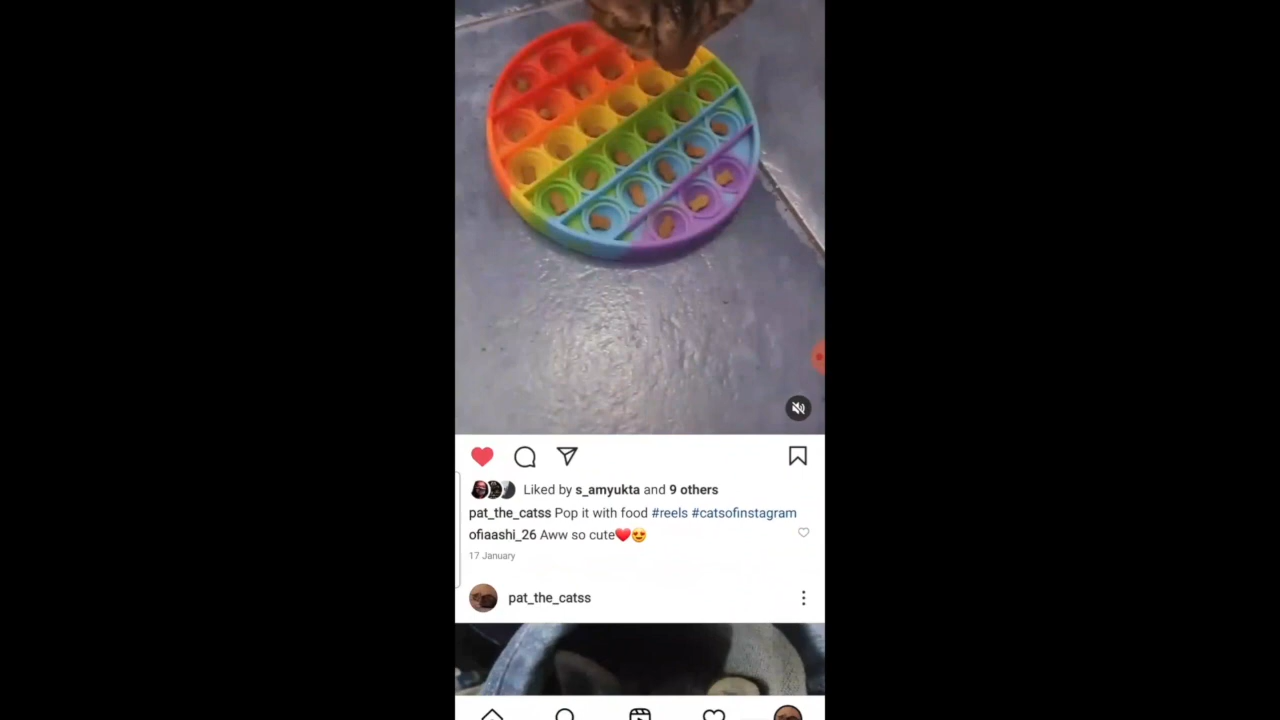 Liked by s_amyukta and 9 others
pat_the_catss Pop it with food #reels #catsofinstagram
ofiaashi_26 Aww so cute❤️😍
17 January
pat_the_catss